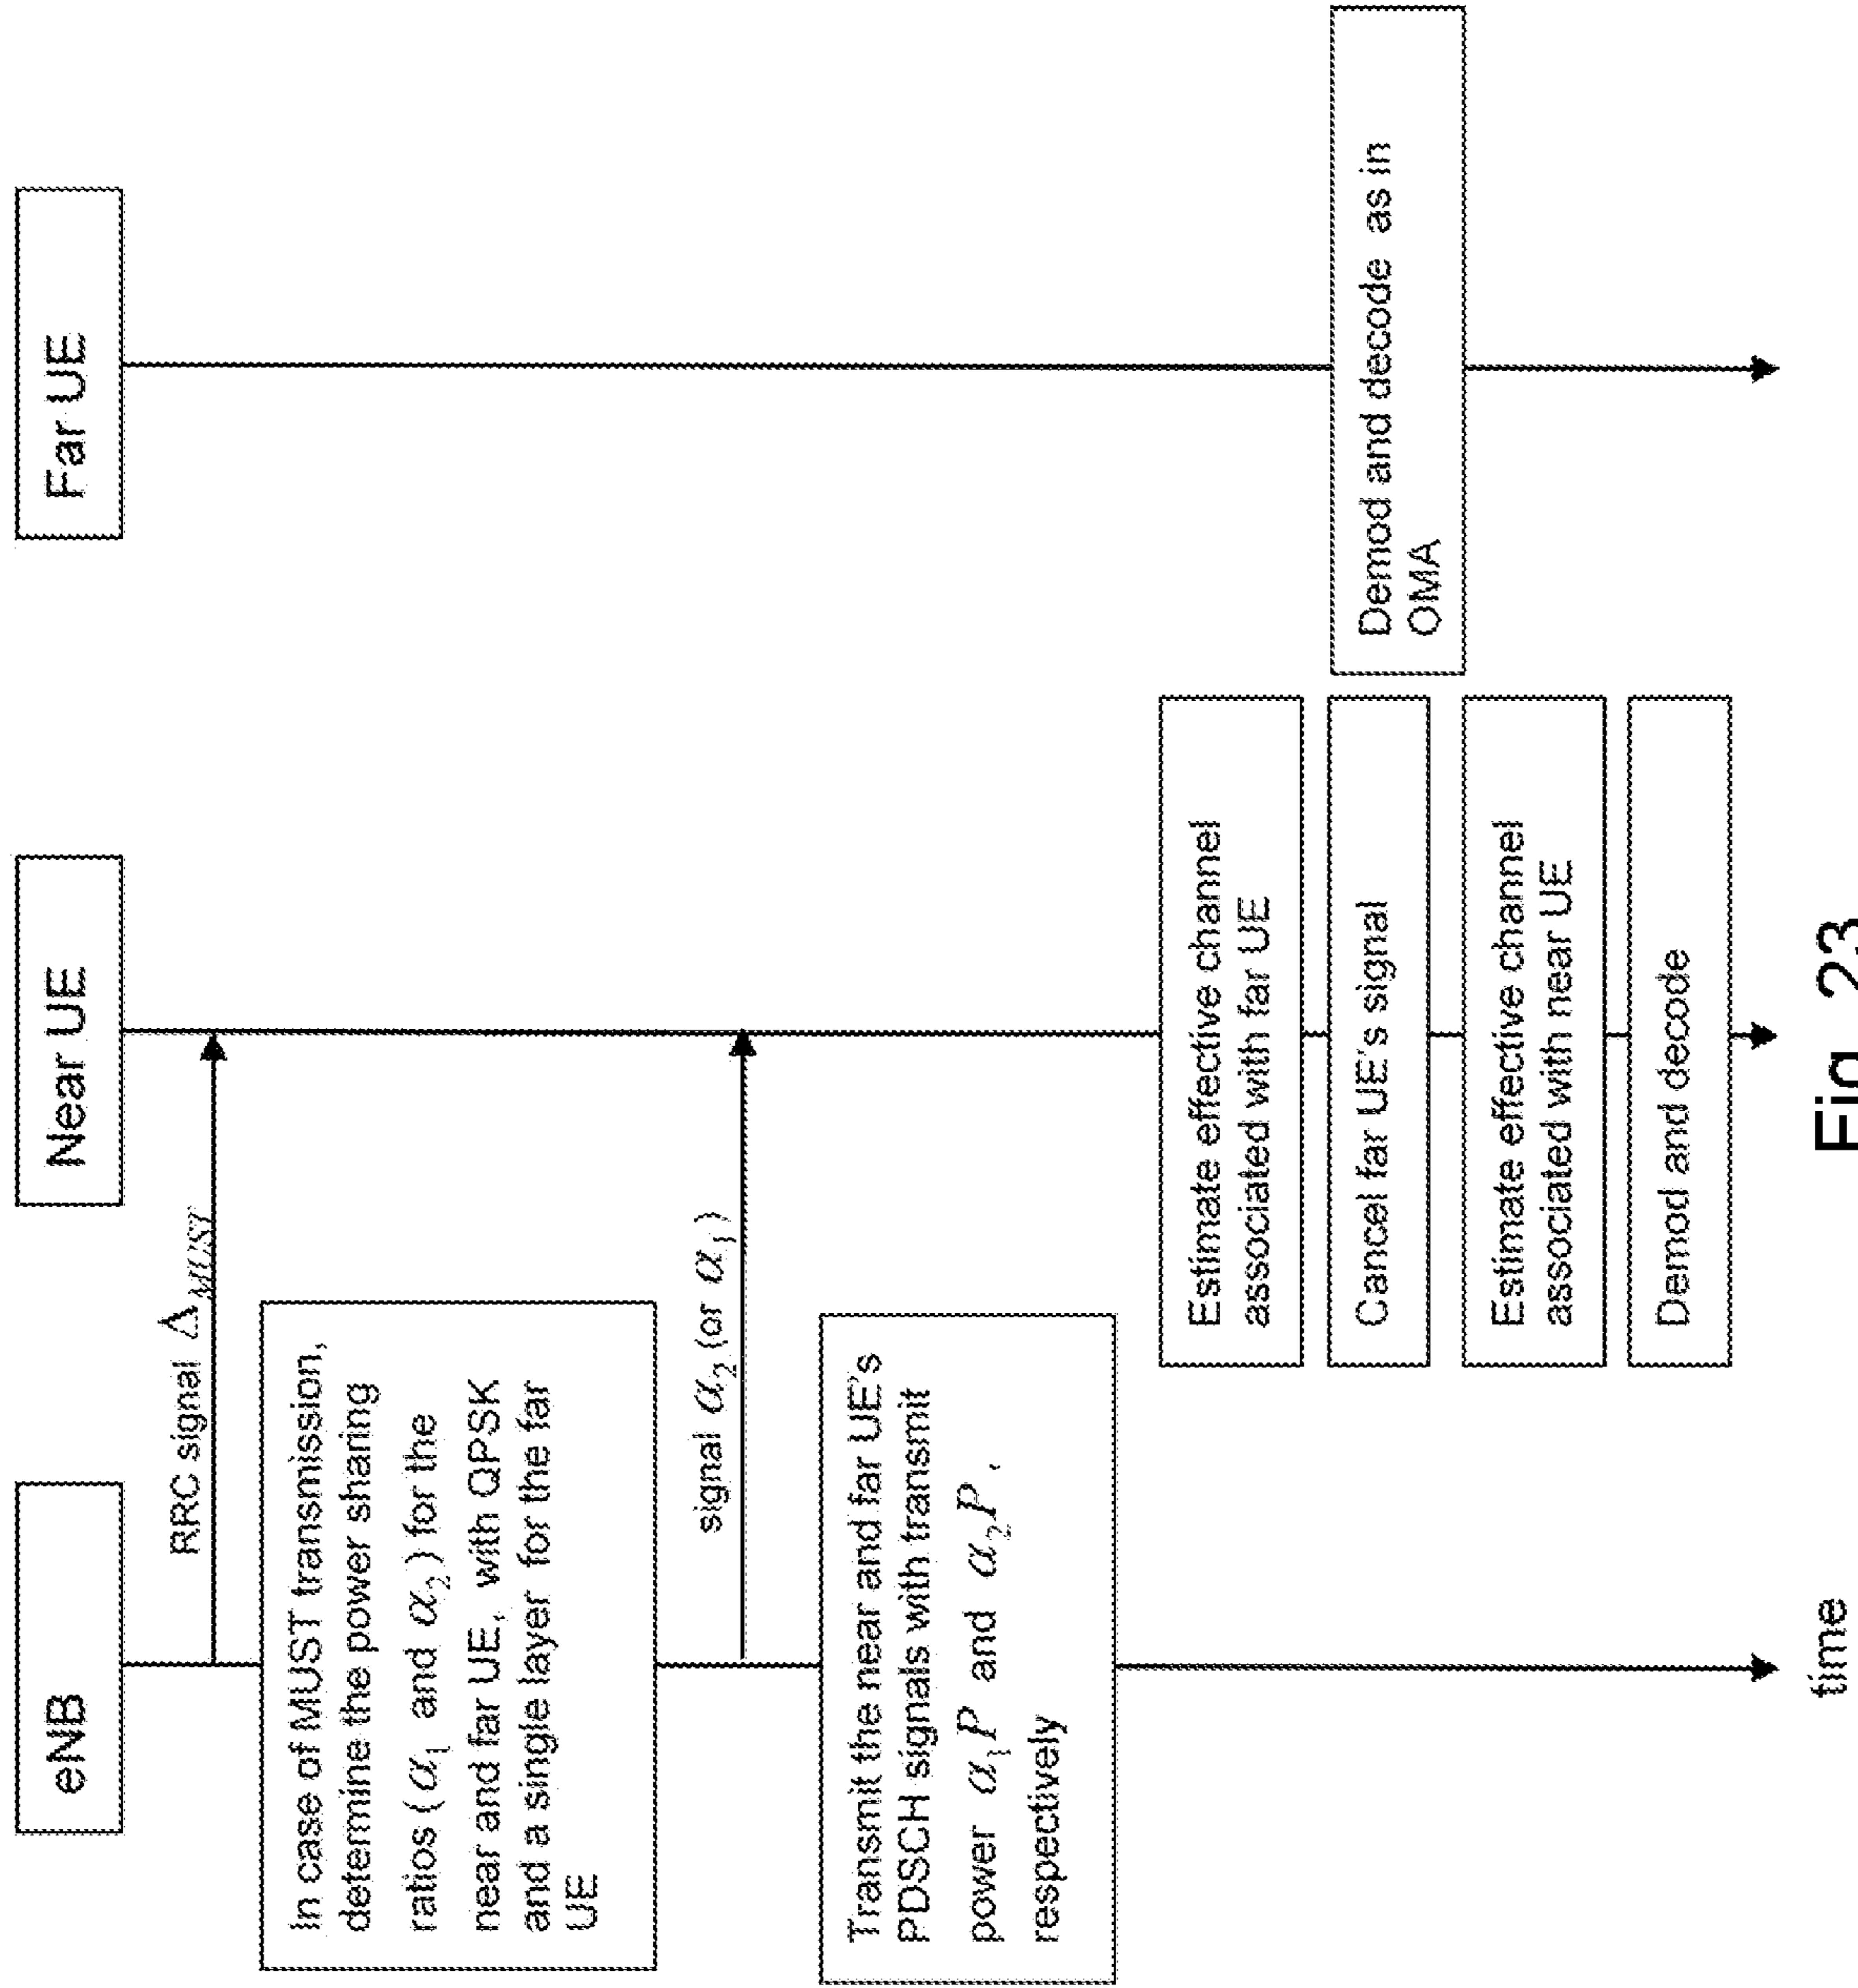 eNB
Near UE
Far UE
RRC signal Δ_MUST
In case of MUST transmission,
determine the power sharing
ratios (α₁ and α₂) for the
near and far UE, with QPSK
and a single layer for the far
UE
signal α₂ (or α₁)
Transmit the near and far UE's
PDSCH signals with transmit
power α₁P and α₂P,
respectively
Estimate effective channel
associated with far UE
Cancel far UE's signal
Estimate effective channel
associated with near UE
Demod and decode
Demod and decode as in
OMA
time
Fig. 23